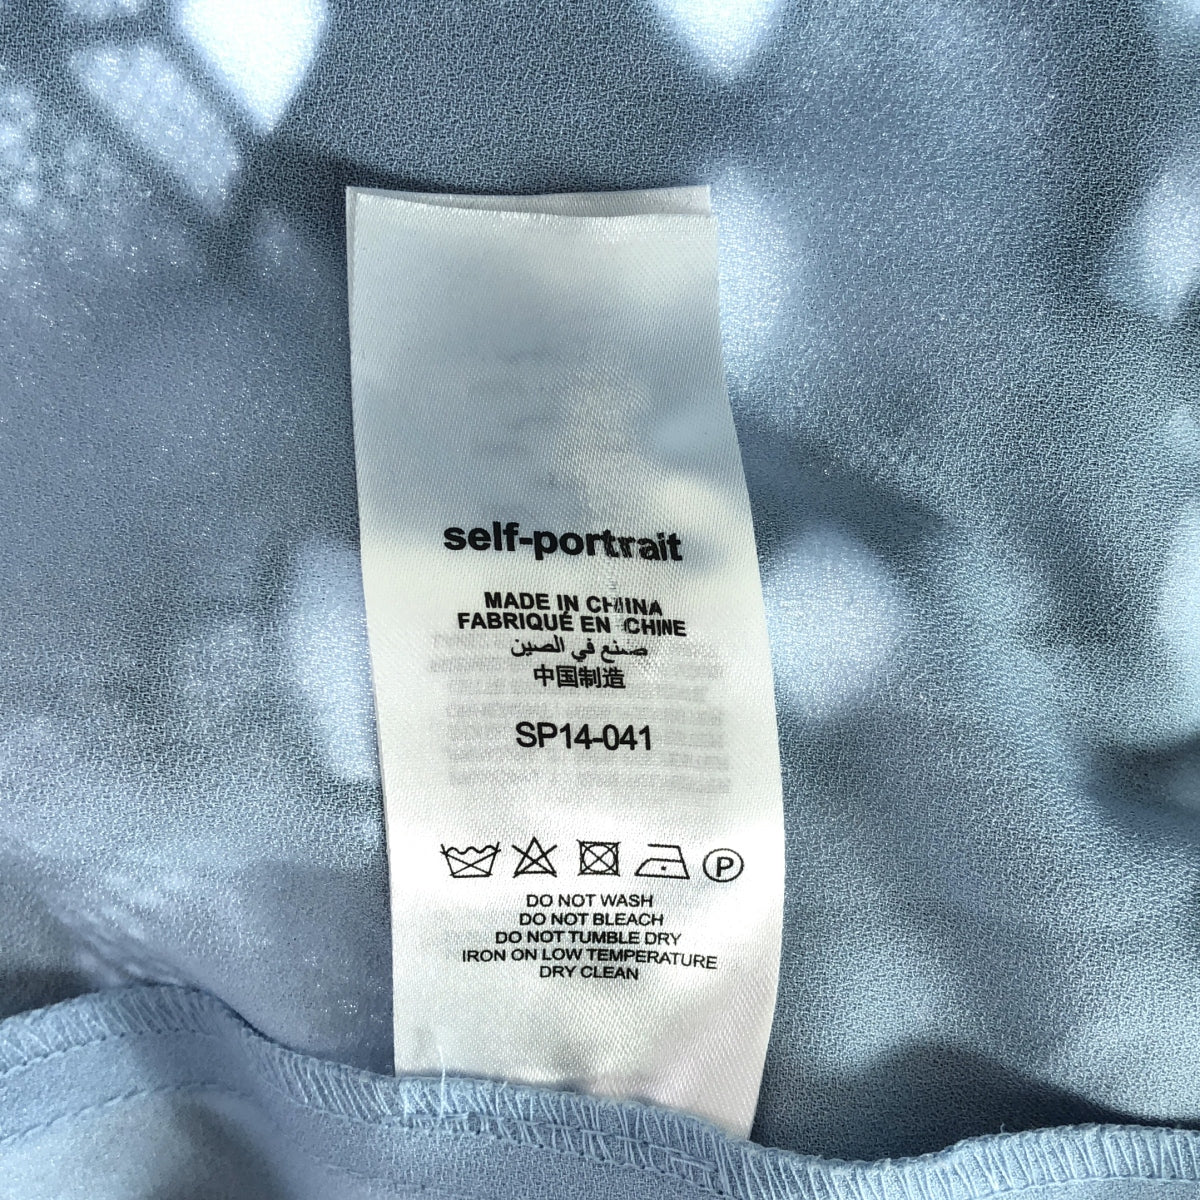 self-portrait
MADE IN CHINA
FABRIQUÉ EN CHINE
صنع في الصين
中国制造
SP14-041
P
DO NOT WASH
DO NOT BLEACH
DO NOT TUMBLE DRY
IRON ON LOW TEMPERATURE
DRY CLEAN